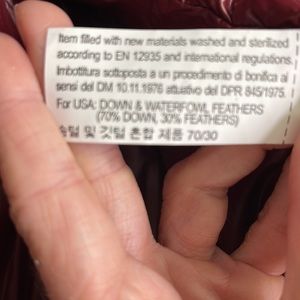 Item filled with new materials washed and sterilized
according to EN 12935 and international regulations.
Imbottitura sottoposta a un procedimento di bonifica ai
sensi del DM 10.11.1976 attuativo del DPR 845/1975.
For USA: DOWN & WATERFOWL FEATHERS
(70% DOWN, 30% FEATHERS)
솜털 및 깃털 혼합 제품 70/30